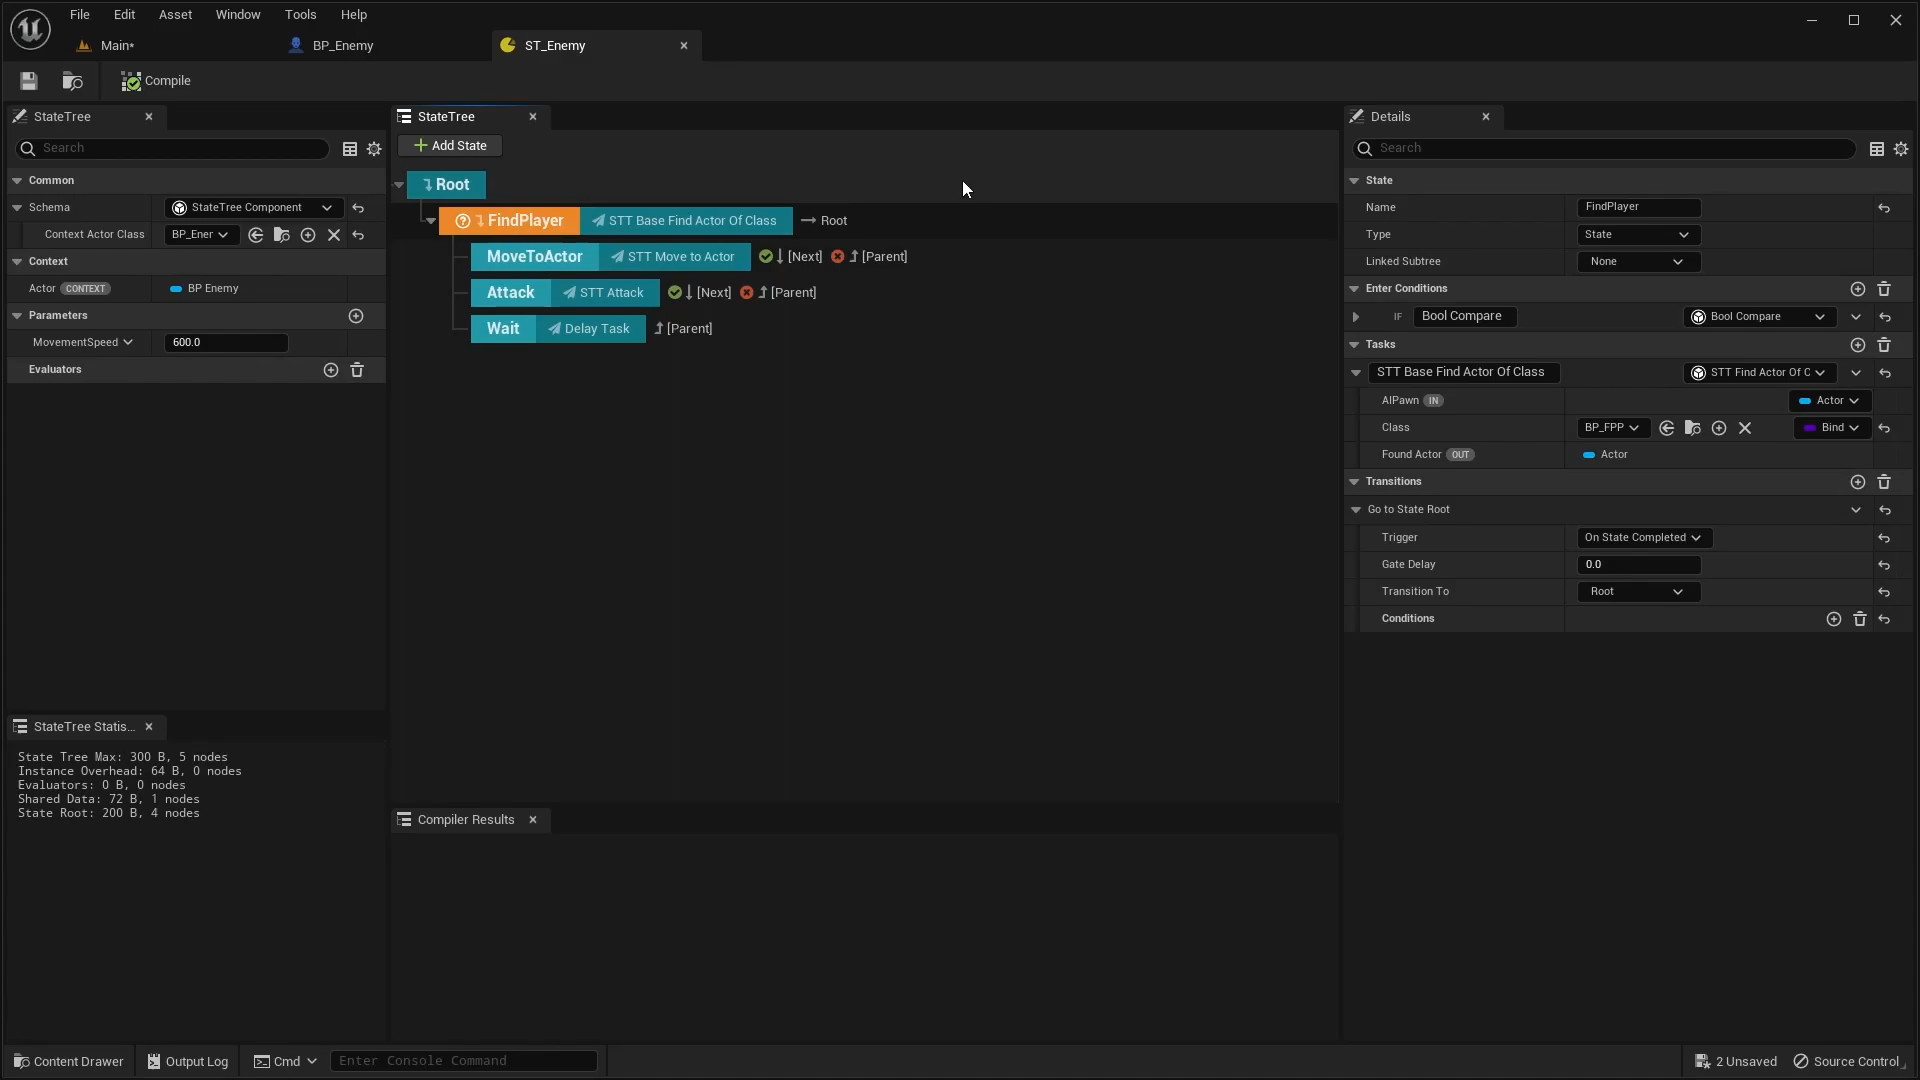 File Edit Asset Window Tools Help
Main* BP_Enemy ST_Enemy
Compile
StateTree
Search
Common
Schema StateTree Component
Context Actor Class BP_Ener
Context
Actor CONTEXT BP Enemy
Parameters
MovementSpeed 600.0
Evaluators
StateTree Statis...
State Tree Max: 300 B, 5 nodes
Instance Overhead: 64 B, 0 nodes
Evaluators: 0 B, 0 nodes
Shared Data: 72 B, 1 nodes
State Root: 200 B, 4 nodes
StateTree
Add State
Root
FindPlayer STT Base Find Actor Of Class Root
MoveToActor STT Move to Actor [Next] [Parent]
Attack STT Attack [Next] [Parent]
Wait Delay Task [Parent]
Compiler Results
Details
Search
State
Name FindPlayer
Type State
Linked Subtree None
Enter Conditions
IF Bool Compare Bool Compare
Tasks
STT Base Find Actor Of Class STT Find Actor Of C
AIPawn IN Actor
Class BP_FPP Bind
Found Actor OUT Actor
Transitions
Go to State Root
Trigger On State Completed
Gate Delay 0.0
Transition To Root
Conditions
Content Drawer Output Log Cmd Enter Console Command 2 Unsaved Source Control